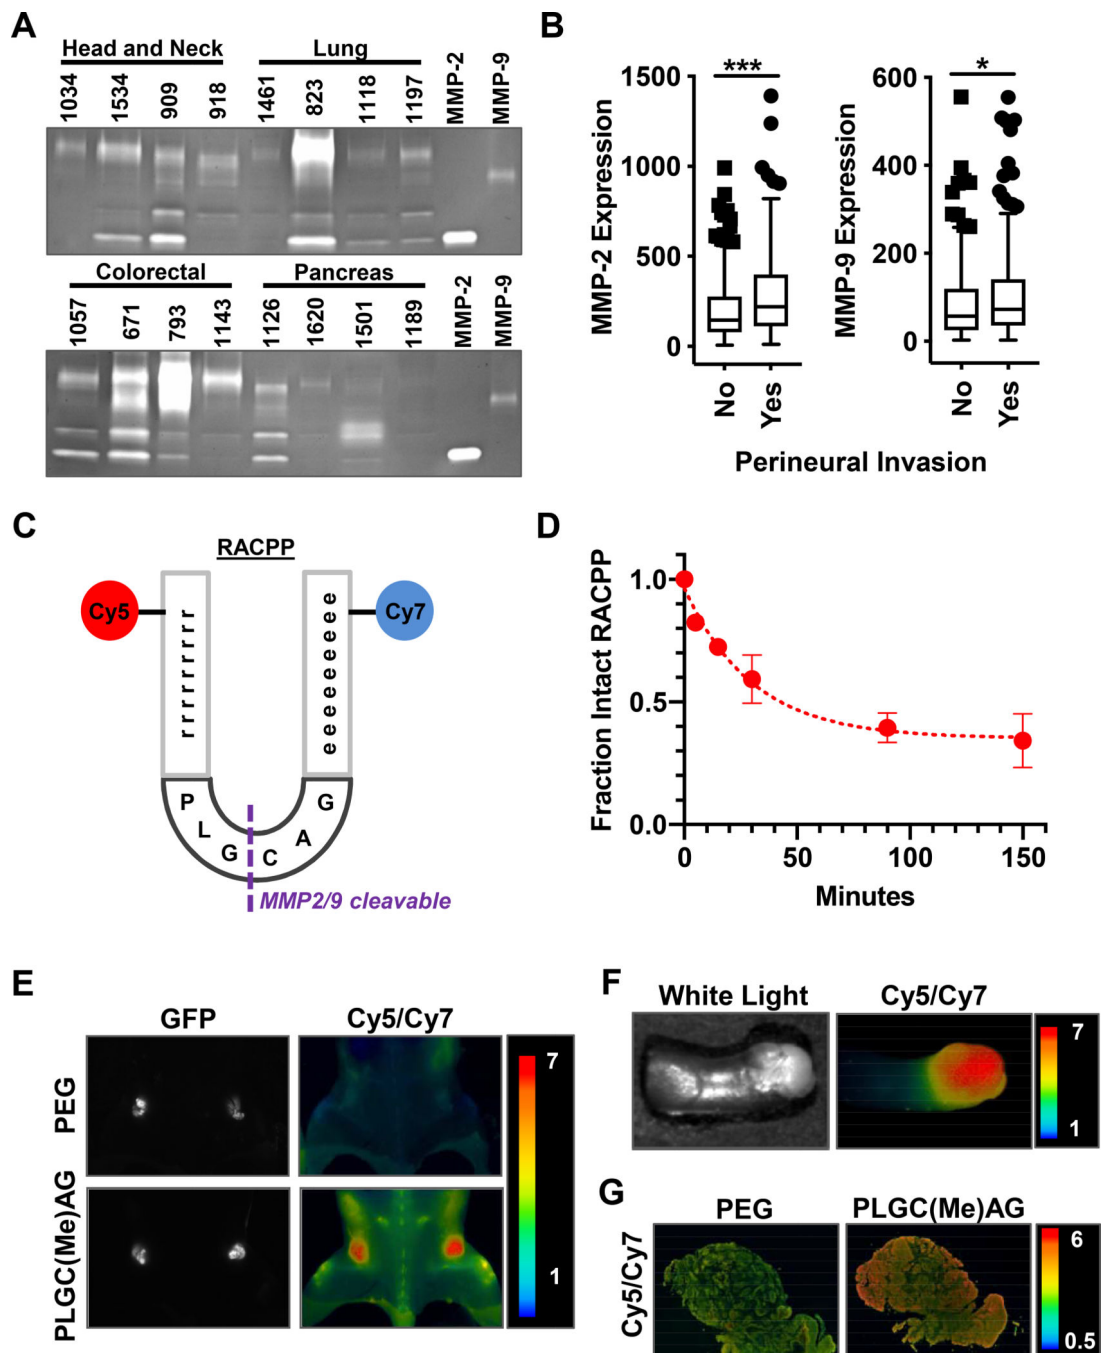 A
Head and Neck Lung
1034 1534 909 918 1461 823 1118 1197 MMP-2 MMP-9
Colorectal Pancreas
1057 671 793 1143 1126 1620 1501 1189 MMP-2 MMP-9
B
MMP-2 Expression
1500
1000
500
0
***
No Yes
MMP-9 Expression
600
400
200
0
*
No Yes
Perineural Invasion
C
RACPP
Cy5
rrrrrrrr
eeeeeeeee
Cy7
P L G C A G
MMP2/9 cleavable
D
Fraction Intact RACPP
1.0
0.5
0.0
0 50 100 150
Minutes
E
GFP Cy5/Cy7
PEG
PLGC(Me)AG
7
1
F
White Light Cy5/Cy7
7
1
G
PEG PLGC(Me)AG
Cy5/Cy7
6
0.5